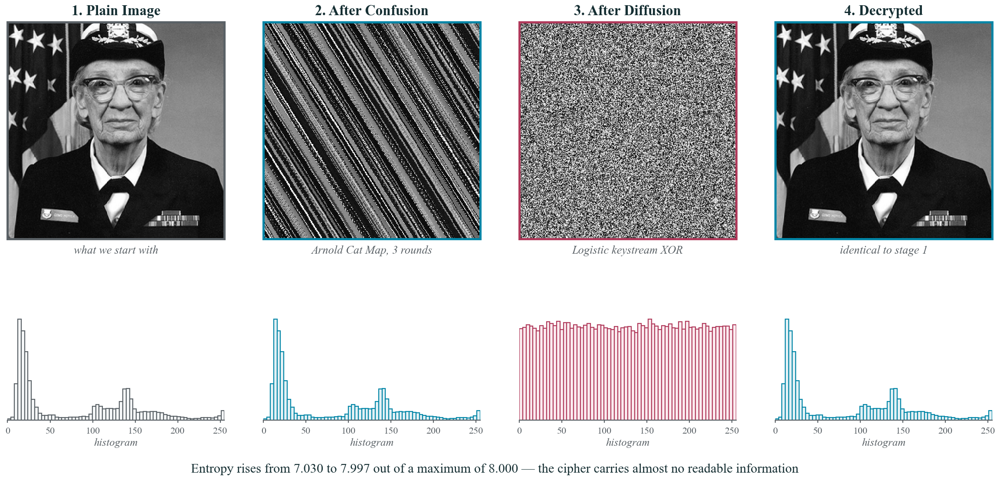 1. Plain Image
2. After Confusion
3. After Diffusion
4. Decrypted
what we start with
Arnold Cat Map, 3 rounds
Logistic keystream XOR
identical to stage 1
0 50 100 150 200 250
histogram
0 50 100 150 200 250
histogram
0 50 100 150 200 250
histogram
0 50 100 150 200 250
histogram
Entropy rises from 7.030 to 7.997 out of a maximum of 8.000 — the cipher carries almost no readable information